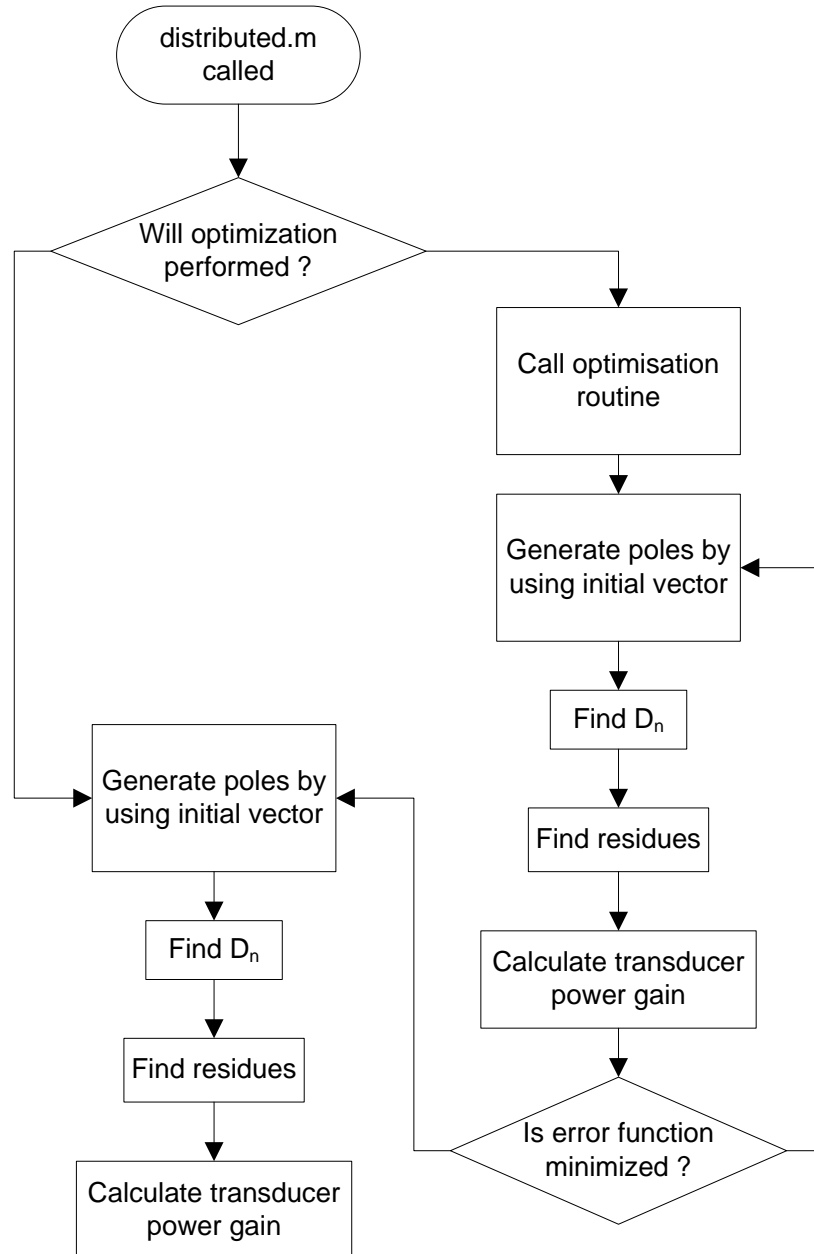 distributed.m
called
Will optimization
performed ?
Call optimisation
routine
Generate poles by
using initial vector
Find Dₙ
Find residues
Calculate transducer
power gain
Is error function
minimized ?
Generate poles by
using initial vector
Find Dₙ
Find residues
Calculate transducer
power gain